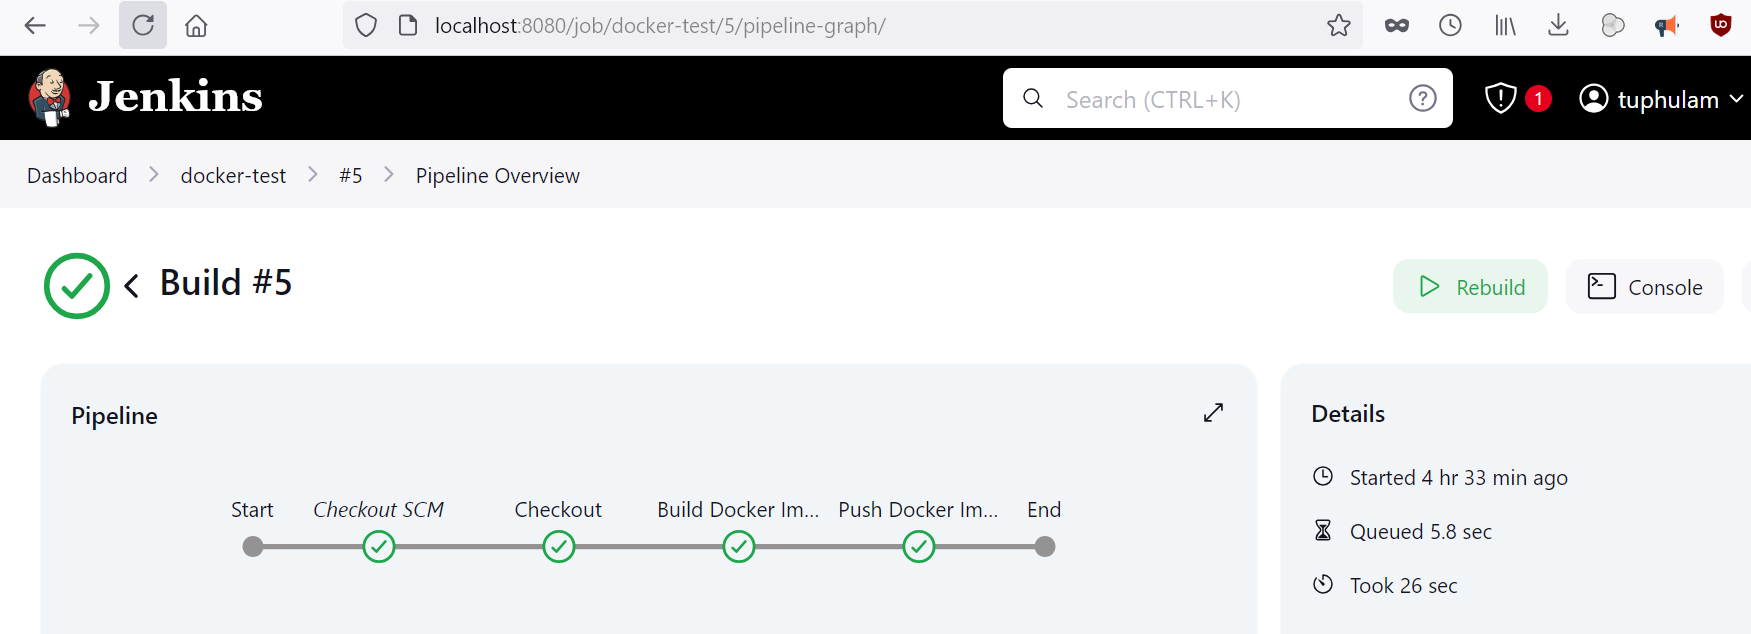 localhost:8080/job/docker-test/5/pipeline-graph/
Jenkins
Search (CTRL+K)
?
1
tuphulam
Dashboard > docker-test > #5 > Pipeline Overview
Build #5
Rebuild
Console
Pipeline
Details
Start Checkout SCM Checkout Build Docker Im... Push Docker Im... End
Started 4 hr 33 min ago
Queued 5.8 sec
Took 26 sec